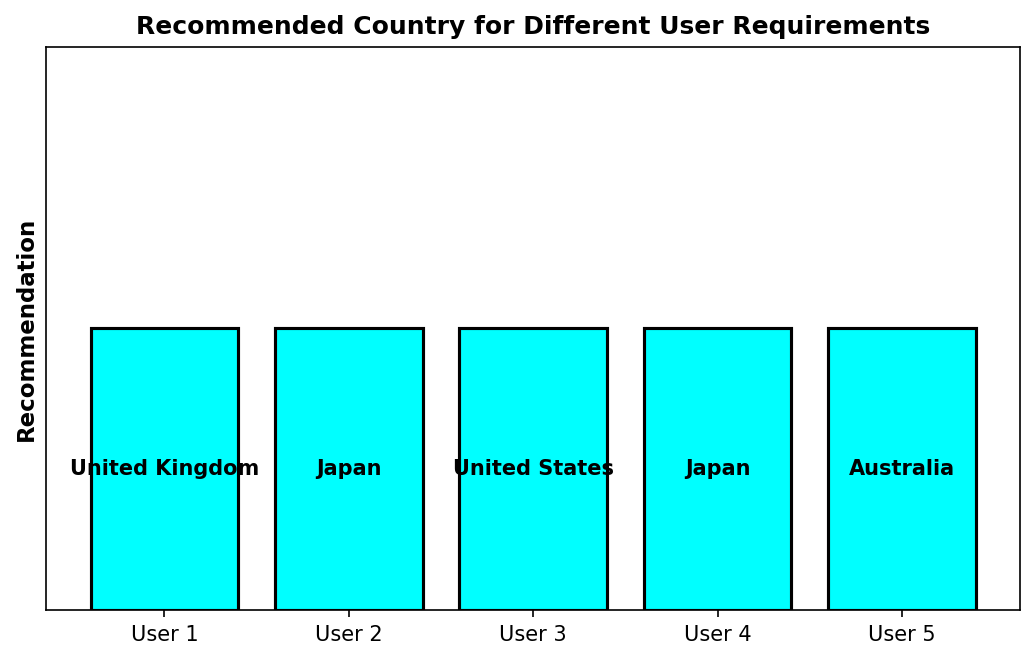 Recommended Country for Different User Requirements
Recommendation
United Kingdom
Japan
United States
Japan
Australia
User 1
User 2
User 3
User 4
User 5